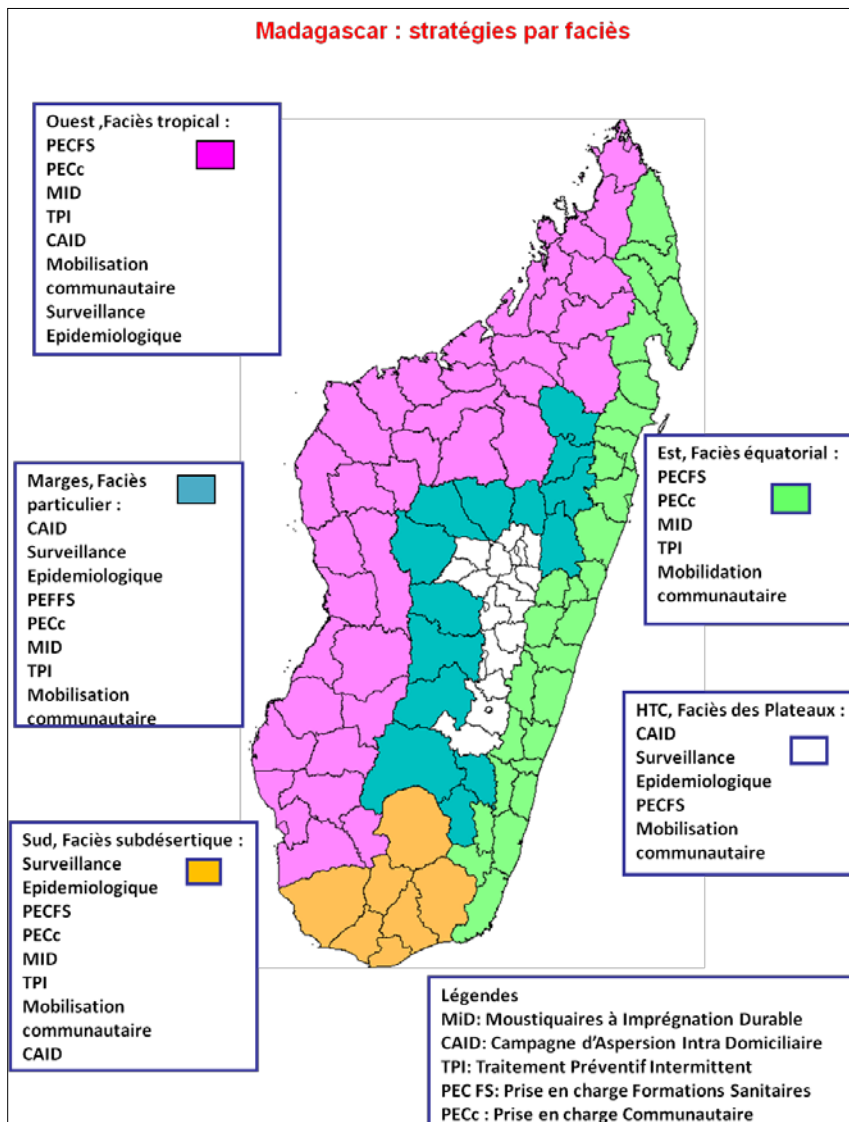 Madagascar : stratégies par faciès
Ouest ,Faciès tropical :
PECFS
PECc
MID
TPI
CAID
Mobilisation
communautaire
Surveillance
Epidemiologique
Marges, Faciès
particulier :
CAID
Surveillance
Epidemiologique
PEFFS
PECc
MID
TPI
Mobilisation
communautaire
Est, Faciès équatorial :
PECFS
PECc
MID
TPI
Mobilidation
communautaire
HTC, Faciès des Plateaux :
CAID
Surveillance
Epidemiologique
PECFS
Mobilisation
communautaire
Sud, Faciès subdésertique :
Surveillance
Epidemiologique
PECFS
PECc
MID
TPI
Mobilisation
communautaire
CAID
Légendes
MiD: Moustiquaires à Imprégnation Durable
CAID: Campagne d'Aspersion Intra Domiciliaire
TPI: Traitement Préventif Intermittent
PEC FS: Prise en charge Formations Sanitaires
PECc : Prise en charge Communautaire